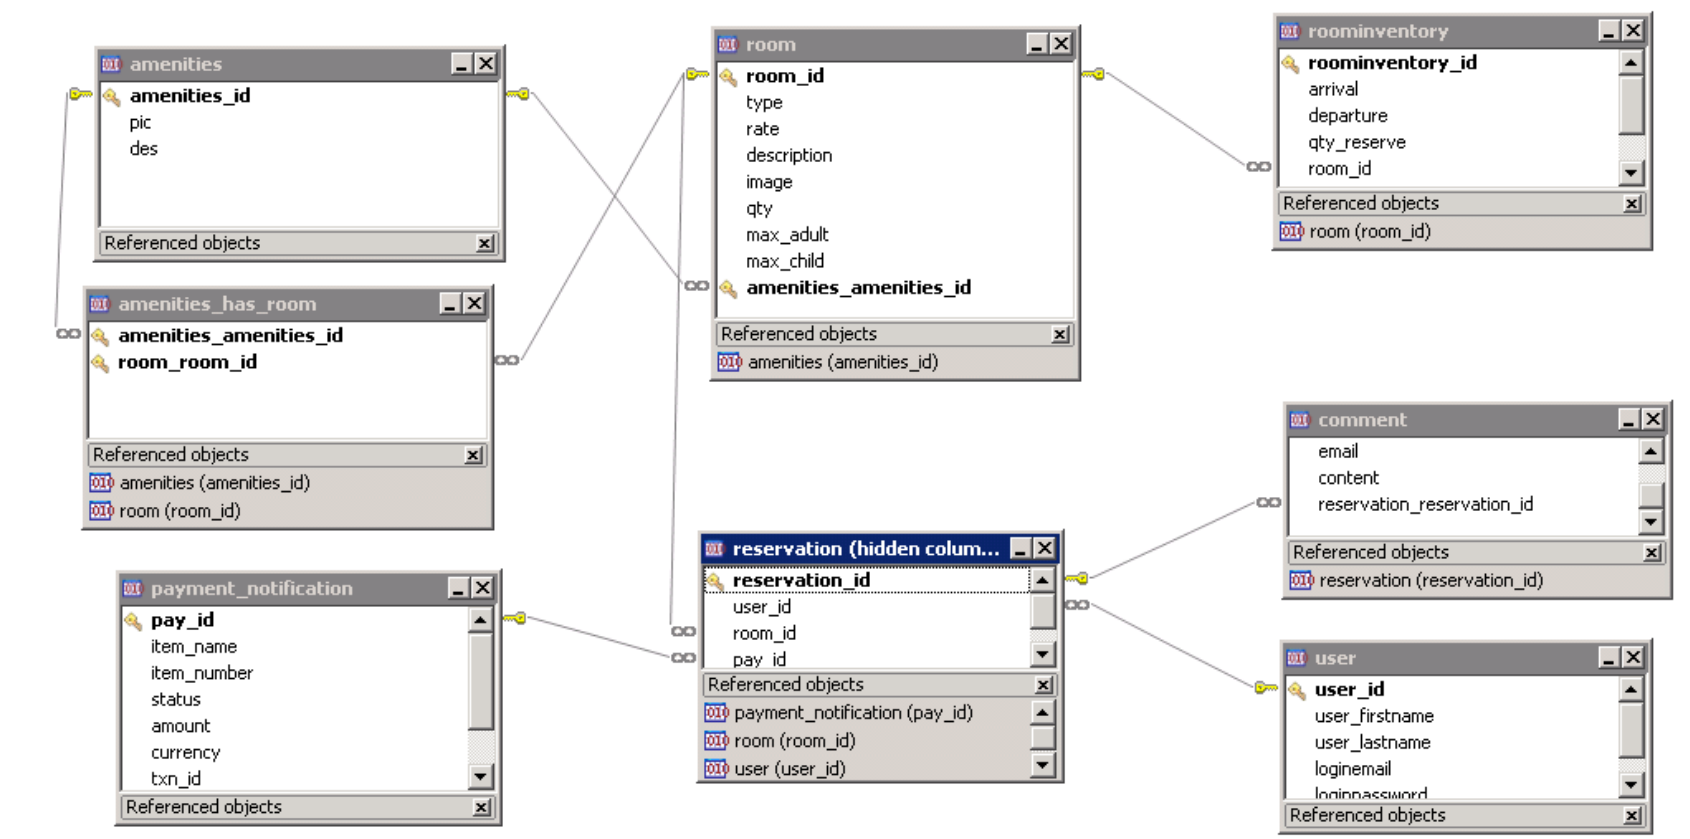 amenities
amenities_id
pic
des
Referenced objects
room
room_id
type
rate
description
image
qty
max_adult
max_child
amenities_amenities_id
Referenced objects
amenities (amenities_id)
roominventory
roominventory_id
arrival
departure
qty_reserve
room_id
Referenced objects
room (room_id)
amenities_has_room
amenities_amenities_id
room_room_id
Referenced objects
amenities (amenities_id)
room (room_id)
comment
email
content
reservation_reservation_id
Referenced objects
reservation (reservation_id)
payment_notification
pay_id
item_name
item_number
status
amount
currency
txn_id
Referenced objects
reservation (hidden colum...
reservation_id
user_id
room_id
pay_id
Referenced objects
payment_notification (pay_id)
room (room_id)
user (user_id)
user
user_id
user_firstname
user_lastname
loginemail
loginpassword
Referenced objects